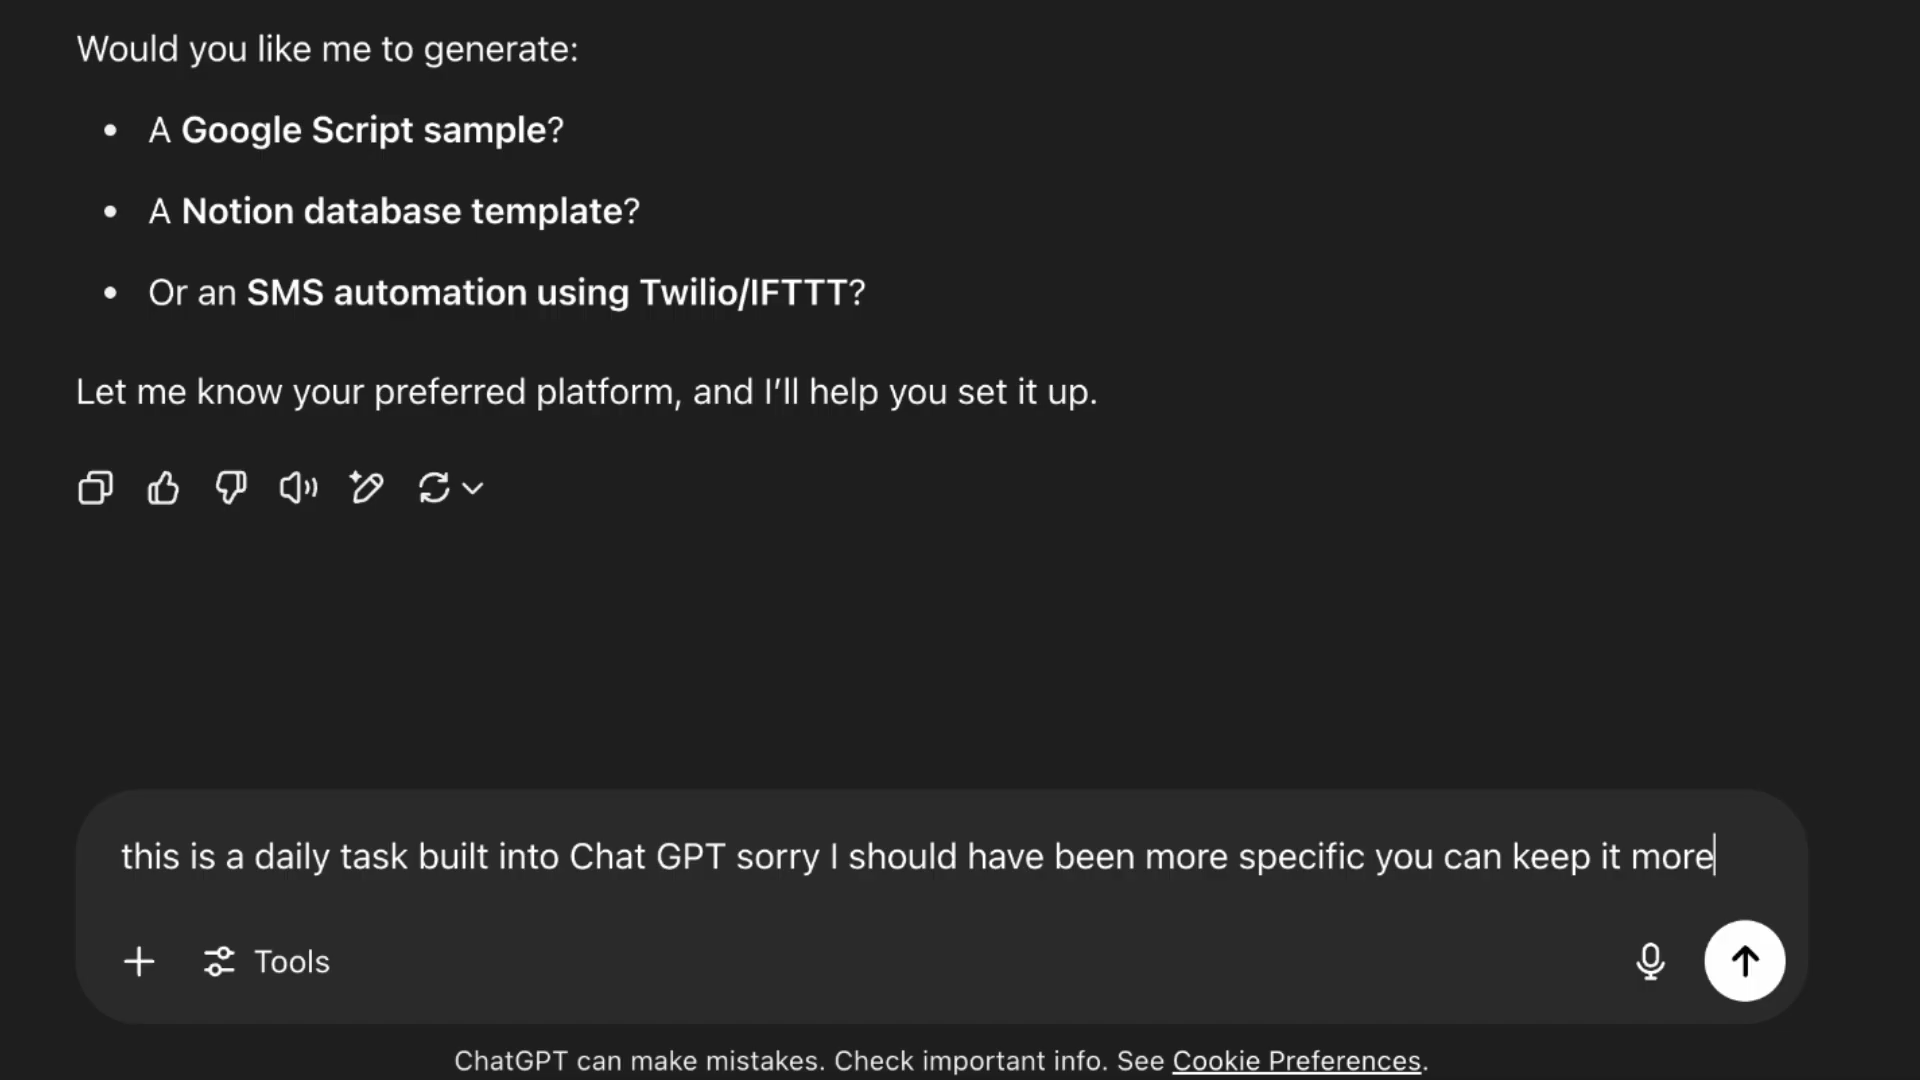 Would you like me to generate:
• A Google Script sample?
• A Notion database template?
• Or an SMS automation using Twilio/IFTTT?
Let me know your preferred platform, and I’ll help you set it up.
this is a daily task built into Chat GPT sorry I should have been more specific you can keep it more
Tools
ChatGPT can make mistakes. Check important info. See Cookie Preferences.